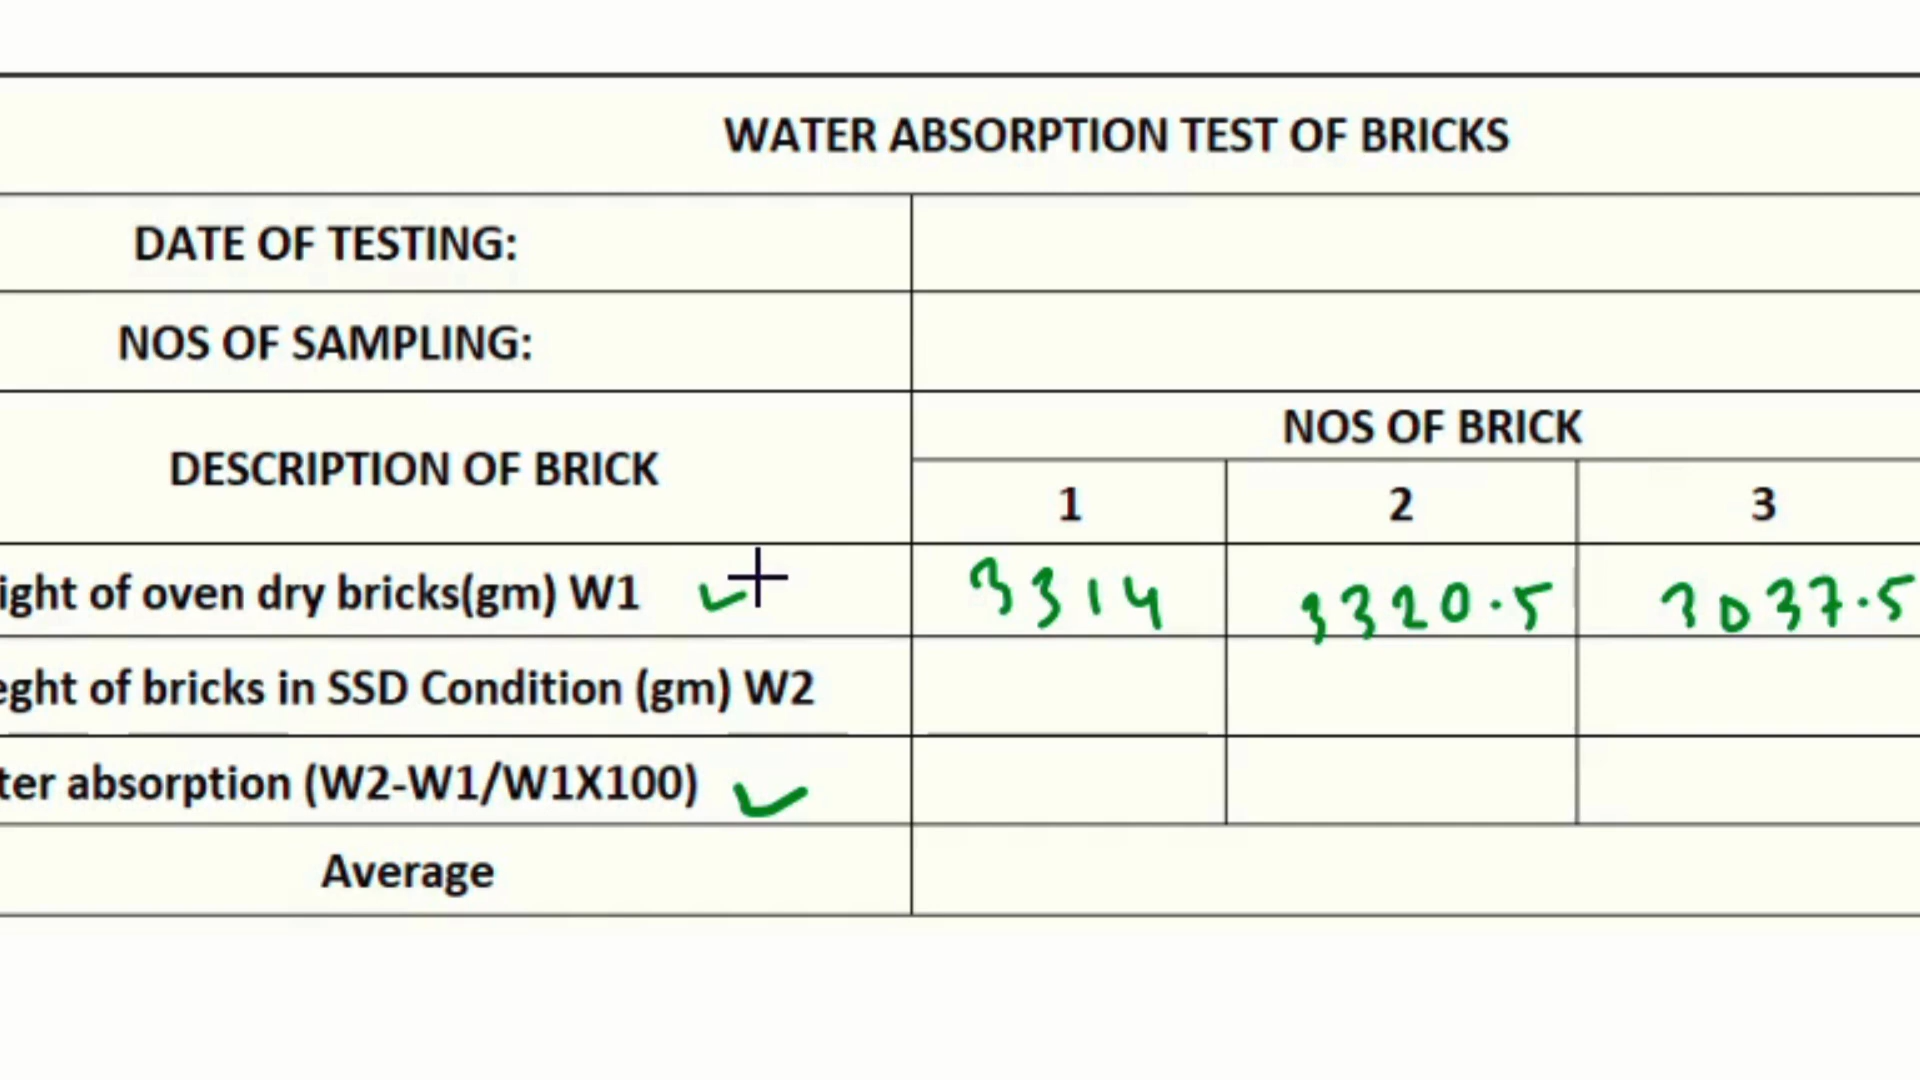 WATER ABSORPTION TEST OF BRICKS
DATE OF TESTING:
NOS OF SAMPLING:
DESCRIPTION OF BRICK
NOS OF BRICK
1 2 3
ight of oven dry bricks(gm) W1 3314 3320.5 3037.5
eght of bricks in SSD Condition (gm) W2
ter absorption (W2-W1/W1X100)
Average